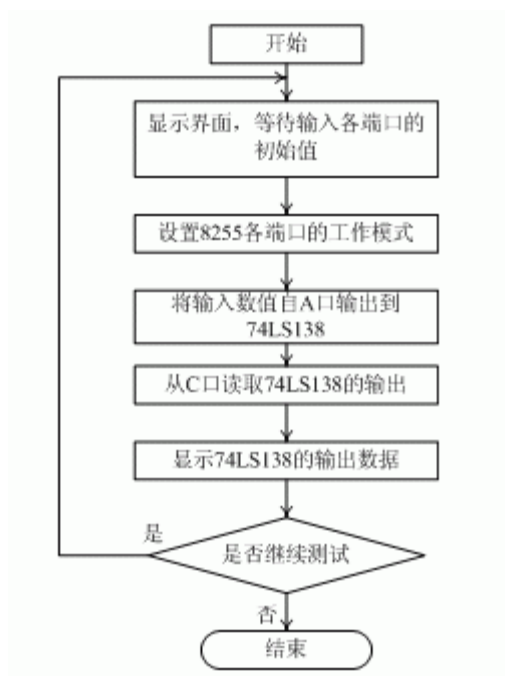 开始
显示界面，等待输入各端口的
初始值
设置8255各端口的工作模式
将输入数值自A口输出到
74LS138
从C口读取74LS138的输出
显示74LS138的输出数据
是
是否继续测试
否
结束